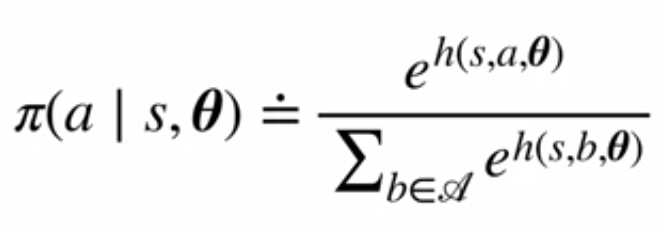 π(a | s, θ) ≐ e^{h(s,a,θ)} / ∑_{b∈𝒜} e^{h(s,b,θ)}